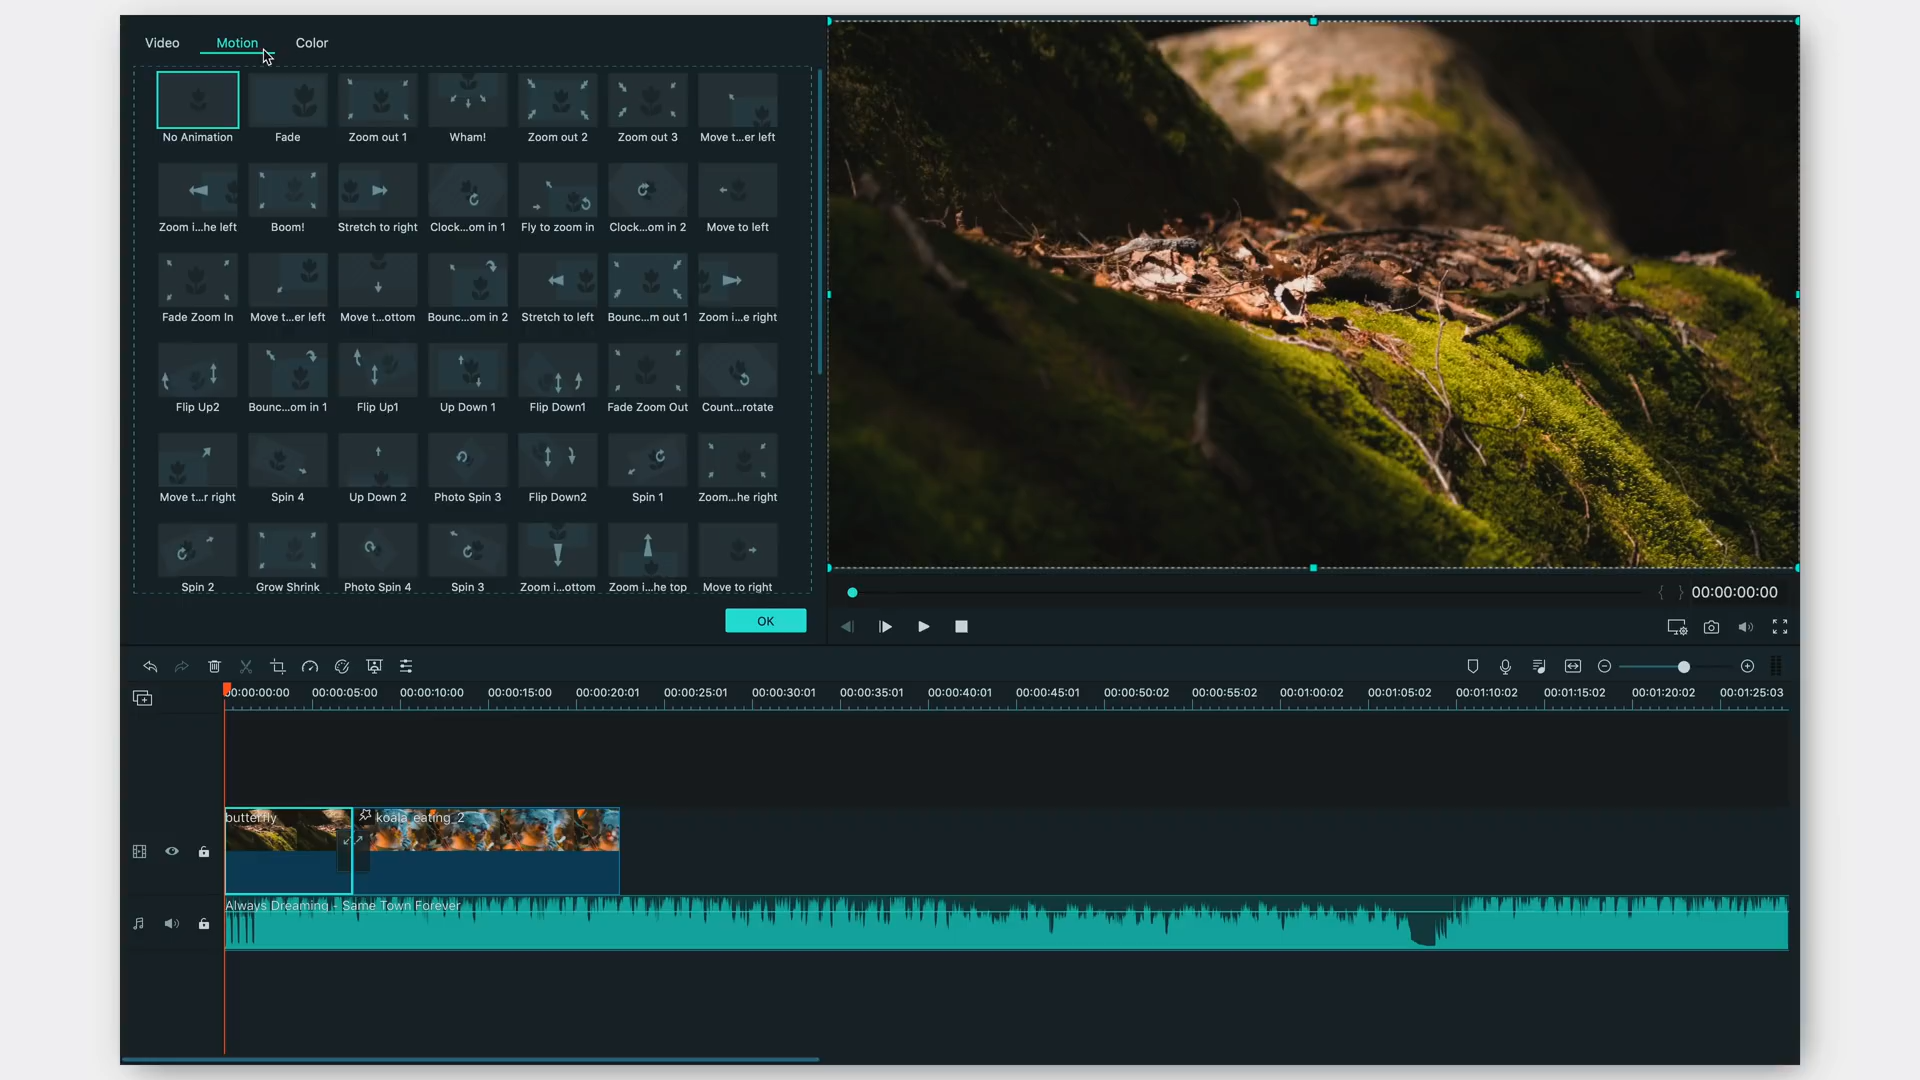 Video Motion Color
No Animation Fade Zoom out 1 Wham! Zoom out 2 Zoom out 3 Move t...er left
Zoom i...he left Boom! Stretch to right Clock...om in 1 Fly to zoom in Clock...om in 2 Move to left
Fade Zoom In Move t...er left Move t...ottom Bounc...om in 2 Stretch to left Bounc...m out 1 Zoom i...e right
Flip Up2 Bounc...om in 1 Flip Up1 Up Down 1 Flip Down1 Fade Zoom Out Count...rotate
Move t...r right Spin 4 Up Down 2 Photo Spin 3 Flip Down2 Spin 1 Zoom...he right
Spin 2 Grow Shrink Photo Spin 4 Spin 3 Zoom i...ottom Zoom i...he top Move to right
{ } 00:00:00:00
OK
00:00:00:00 00:00:05:00 00:00:10:00 00:00:15:00 00:00:20:01 00:00:25:01 00:00:30:01 00:00:35:01 00:00:40:01 00:00:45:01 00:00:50:02 00:00:55:02 00:01:00:02 00:01:05:02 00:01:10:02 00:01:15:02 00:01:20:02 00:01:25:03
butterfly koala_eating_2
Always Dreaming - Same Town Forever